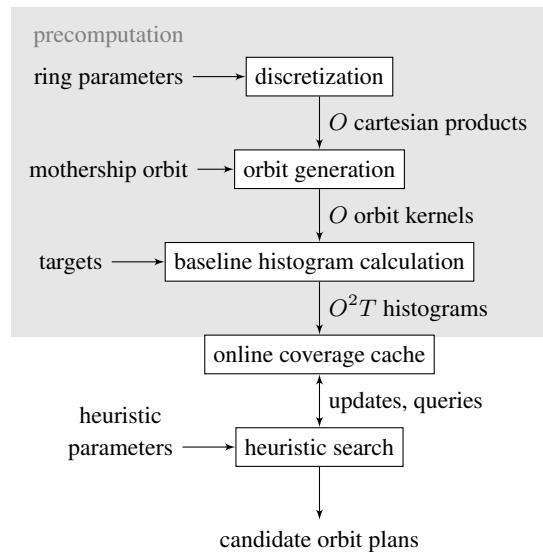 precomputation
ring parameters
discretization
O cartesian products
mothership orbit
orbit generation
O orbit kernels
targets
baseline histogram calculation
O²T histograms
online coverage cache
updates, queries
heuristic
parameters
heuristic search
candidate orbit plans